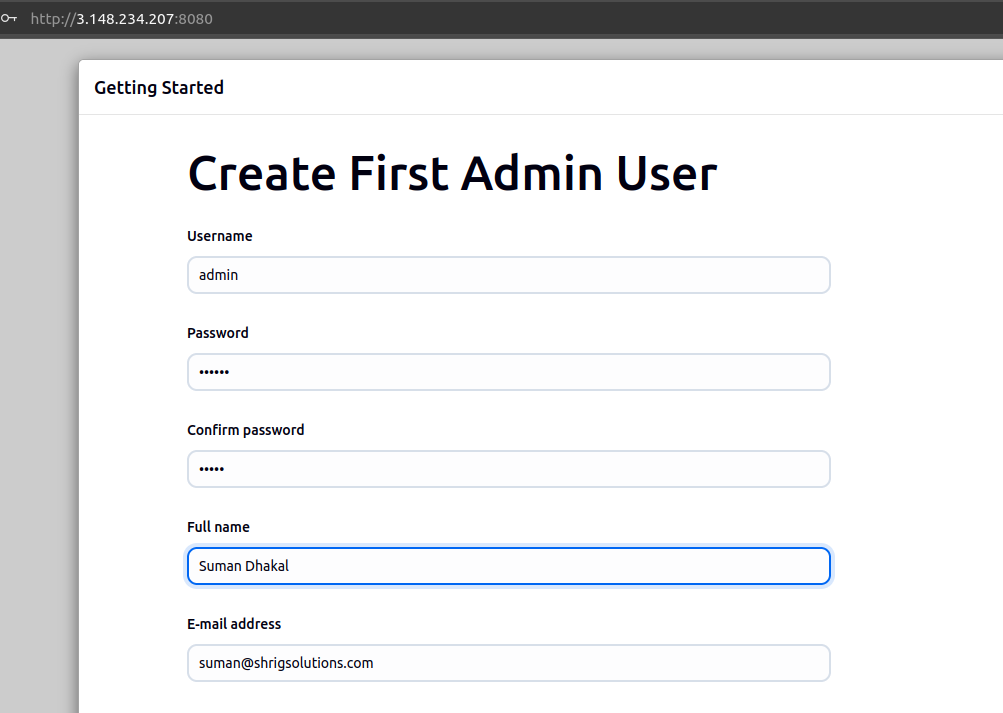 http://3.148.234.207:8080
Getting Started
Create First Admin User
Username
admin
Password
••••••
Confirm password
•••••
Full name
Suman Dhakal
E-mail address
suman@shrigsolutions.com